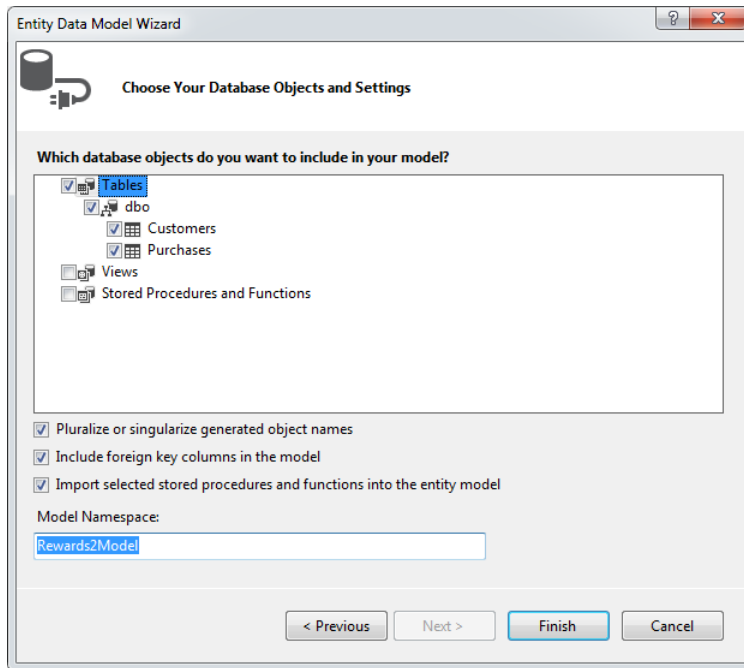 Entity Data Model Wizard
?
Choose Your Database Objects and Settings
Which database objects do you want to include in your model?
Tables
dbo
Customers
Purchases
Views
Stored Procedures and Functions
Pluralize or singularize generated object names
Include foreign key columns in the model
Import selected stored procedures and functions into the entity model
Model Namespace:
Rewards2Model
< Previous Next > Finish Cancel